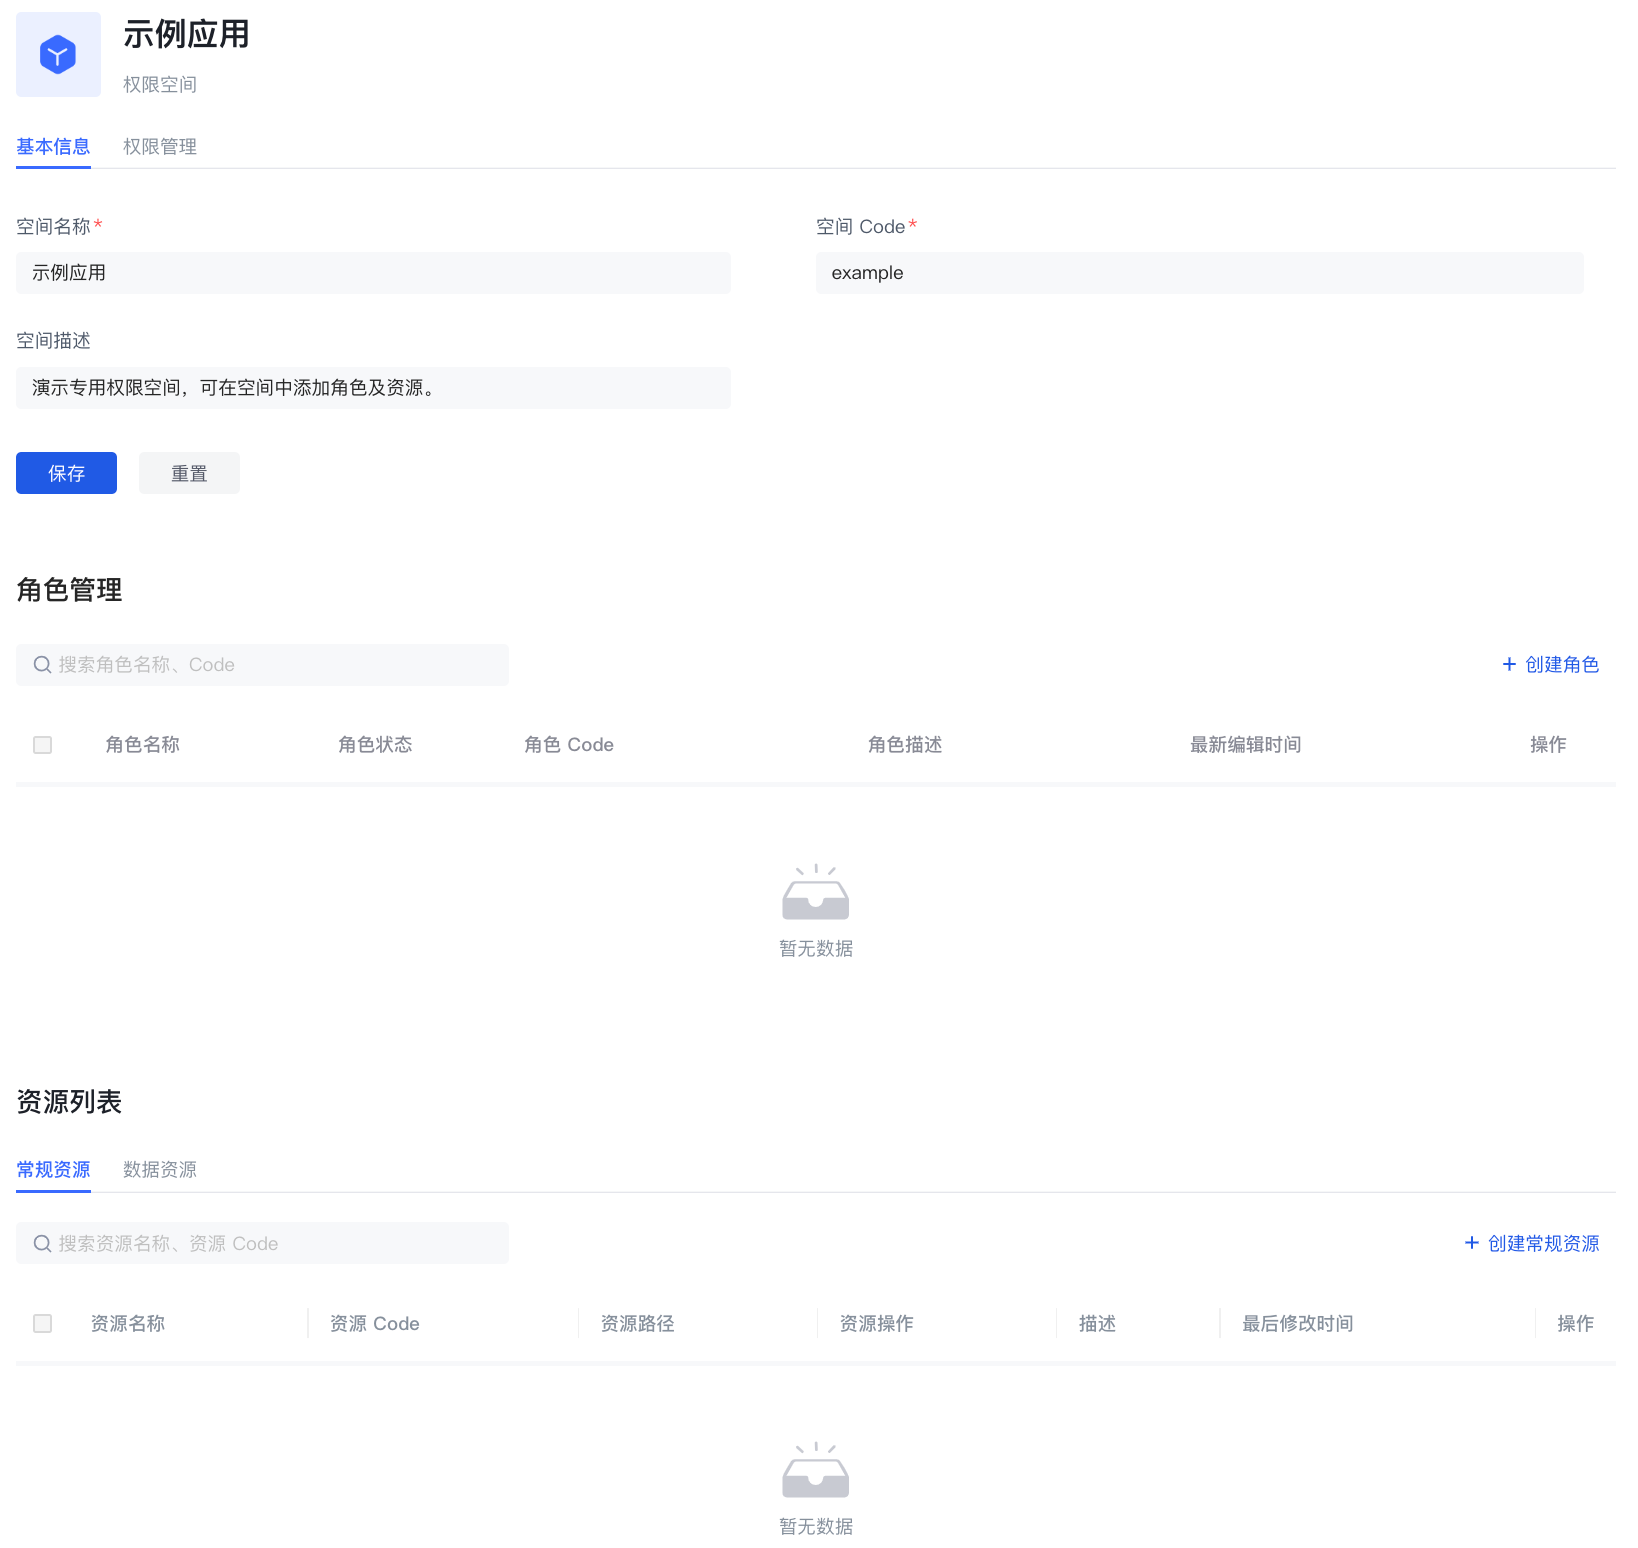 示例应用
权限空间
基本信息 权限管理
空间名称* 空间 Code*
示例应用 example
空间描述
演示专用权限空间，可在空间中添加角色及资源。
保存 重置
角色管理
搜索角色名称、Code + 创建角色
角色名称 角色状态 角色 Code 角色描述 最新编辑时间 操作
暂无数据
资源列表
常规资源 数据资源
搜索资源名称、资源 Code + 创建常规资源
资源名称 资源 Code 资源路径 资源操作 描述 最后修改时间 操作
暂无数据